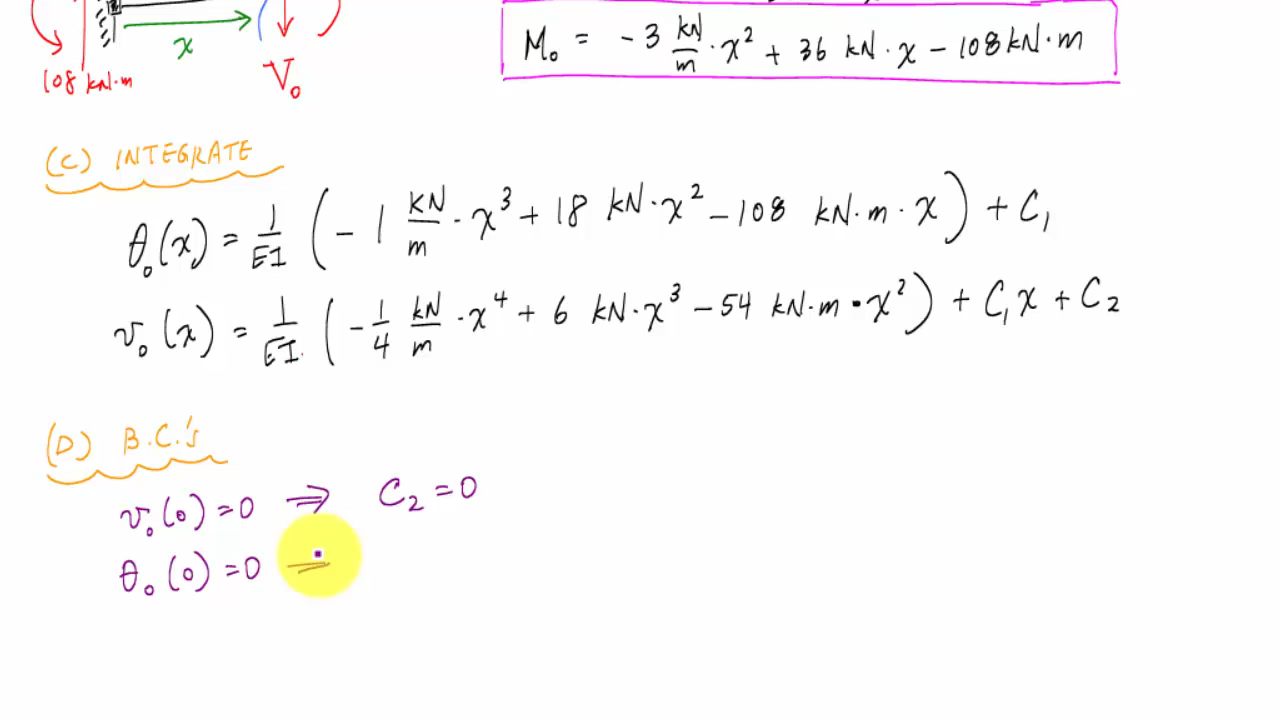 x
108 kN·m
V₀
M₀ = -3 kN/m · x² + 36 kN · x - 108 kN·m
(C) INTEGRATE
θ₀(x) = 1/EI ( -1 kN/m · x³ + 18 kN·x² - 108 kN·m·x ) + C₁
v₀(x) = 1/EI ( -1/4 kN/m · x⁴ + 6 kN·x³ - 54 kN·m·x² ) + C₁x + C₂
(D) B.C.'s
v₀(0) = 0 ⇒ C₂ = 0
θ₀(0) = 0 =